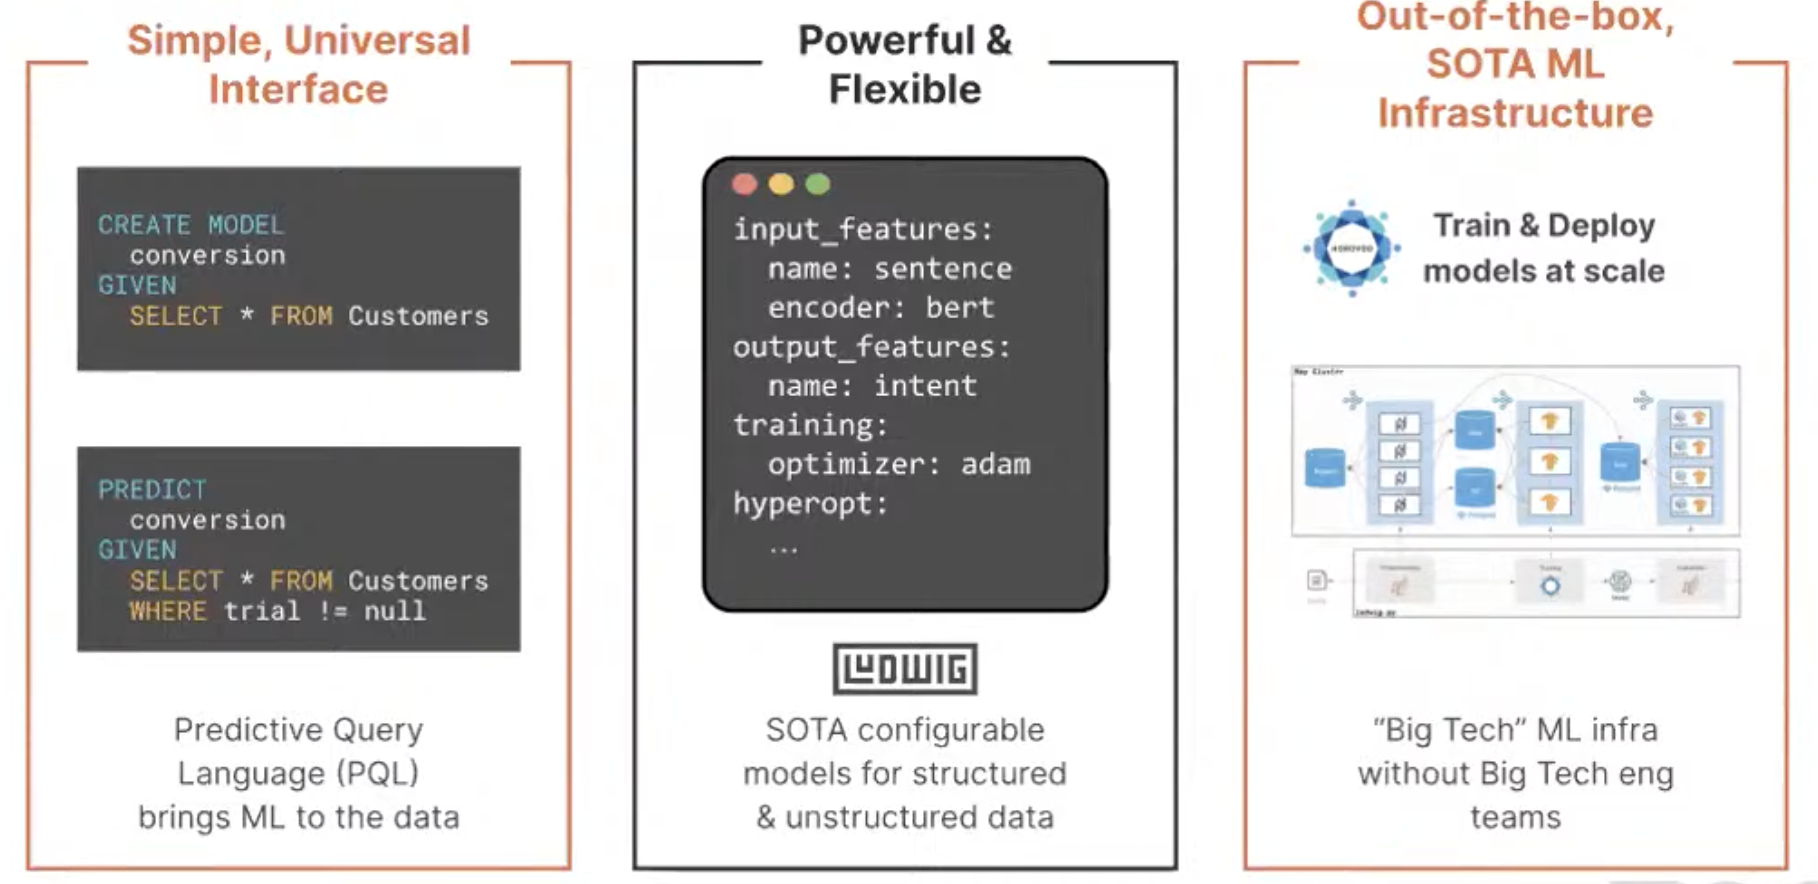 Simple, Universal
Interface
CREATE MODEL
conversion
GIVEN
SELECT * FROM Customers
PREDICT
conversion
GIVEN
SELECT * FROM Customers
WHERE trial != null
Predictive Query
Language (PQL)
brings ML to the data
Powerful &
Flexible
input_features:
name: sentence
encoder: bert
output_features:
name: intent
training:
optimizer: adam
hyperopt:
...
LUDWIG
SOTA configurable
models for structured
& unstructured data
Out-of-the-box,
SOTA ML
Infrastructure
HOROVOD
Train & Deploy
models at scale
Ray Cluster
"Big Tech" ML infra
without Big Tech eng
teams